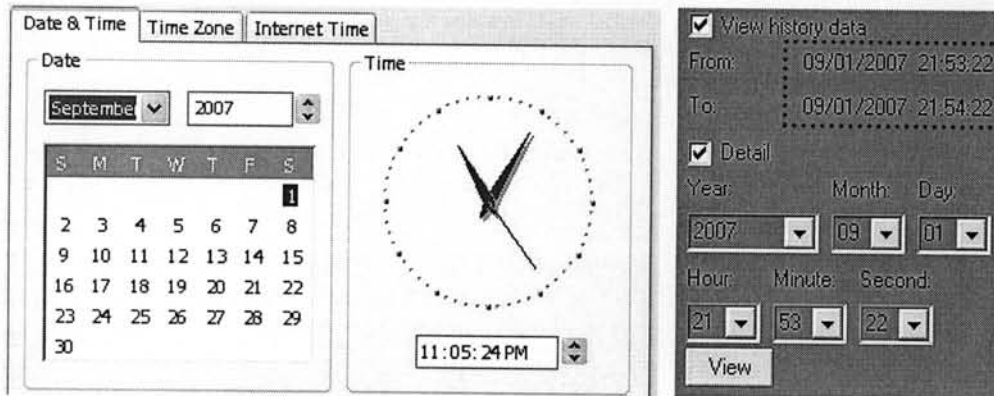 Date & Time Time Zone Internet Time
Date
September 2007
S M T W T F S
1
2 3 4 5 6 7 8
9 10 11 12 13 14 15
16 17 18 19 20 21 22
23 24 25 26 27 28 29
30
Time
11:05:24 PM
View history data
From: 09/01/2007 21:53:22
To: 09/01/2007 21:54:22
Detail
Year: Month: Day:
2007 09 01
Hour: Minute: Second:
21 53 22
View